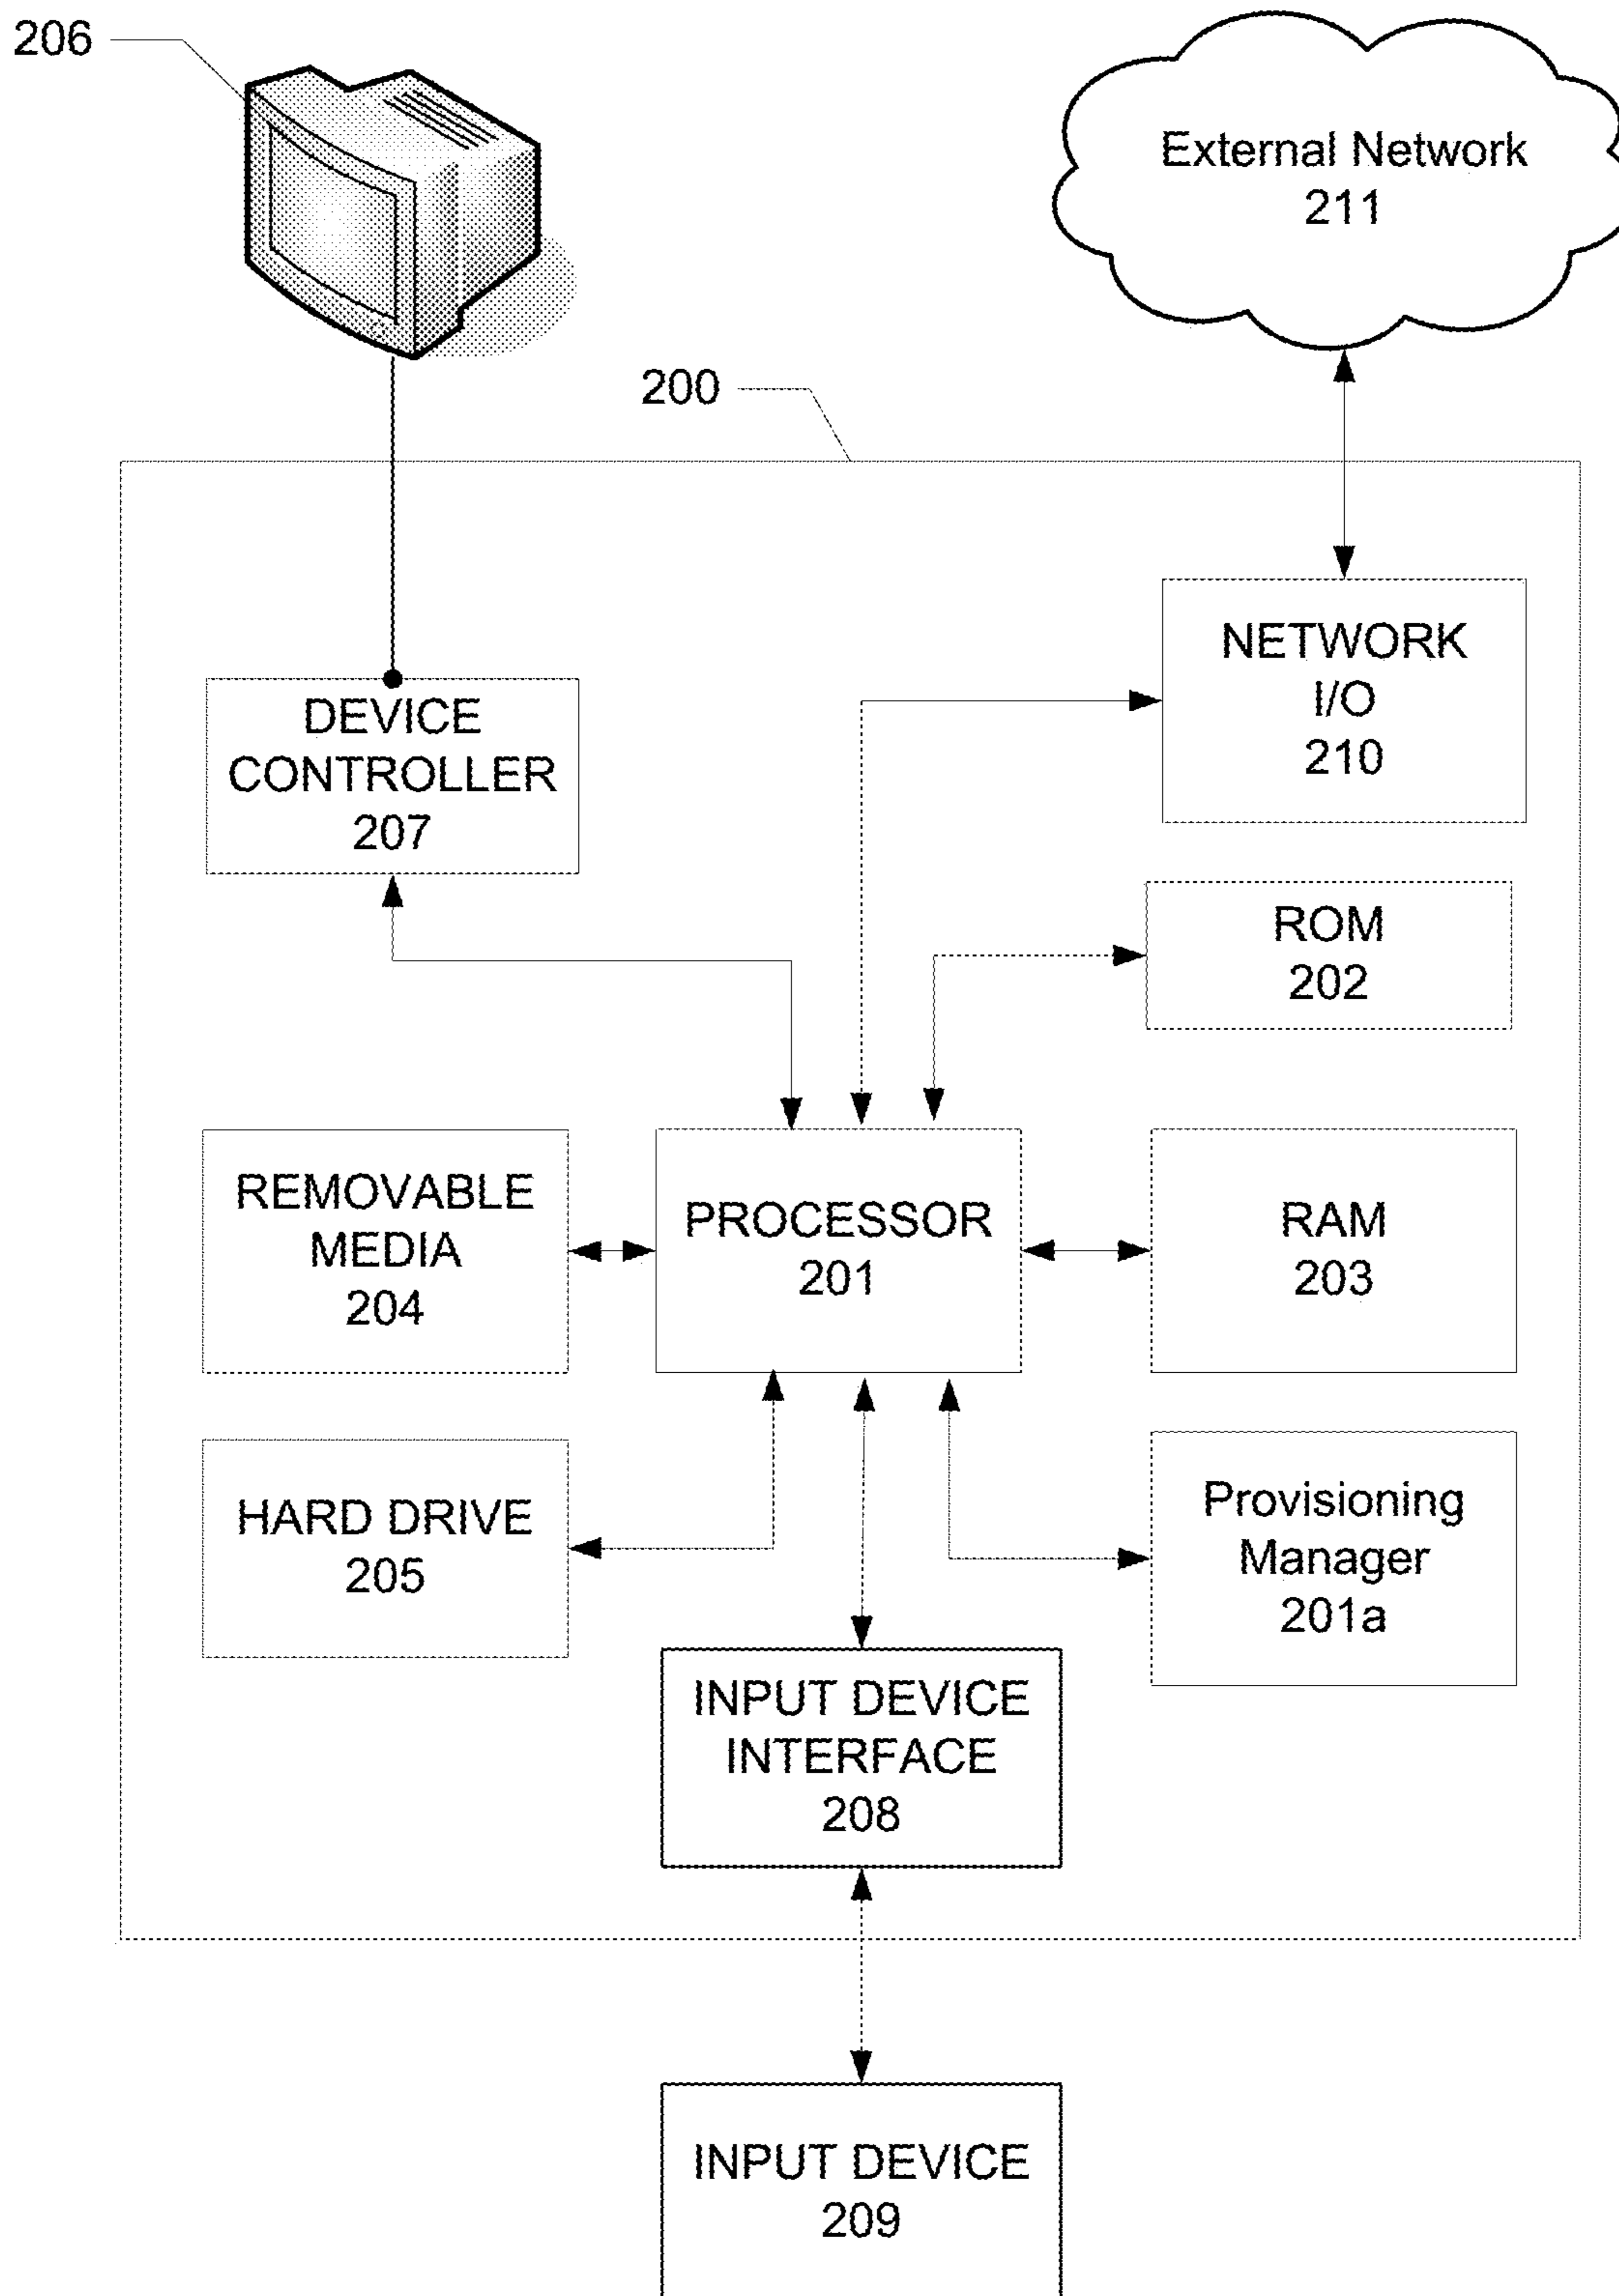 206
External Network
211
200
NETWORK
I/O
210
DEVICE
CONTROLLER
207
ROM
202
REMOVABLE
MEDIA
204
PROCESSOR
201
RAM
203
HARD DRIVE
205
Provisioning
Manager
201a
INPUT DEVICE
INTERFACE
208
INPUT DEVICE
209